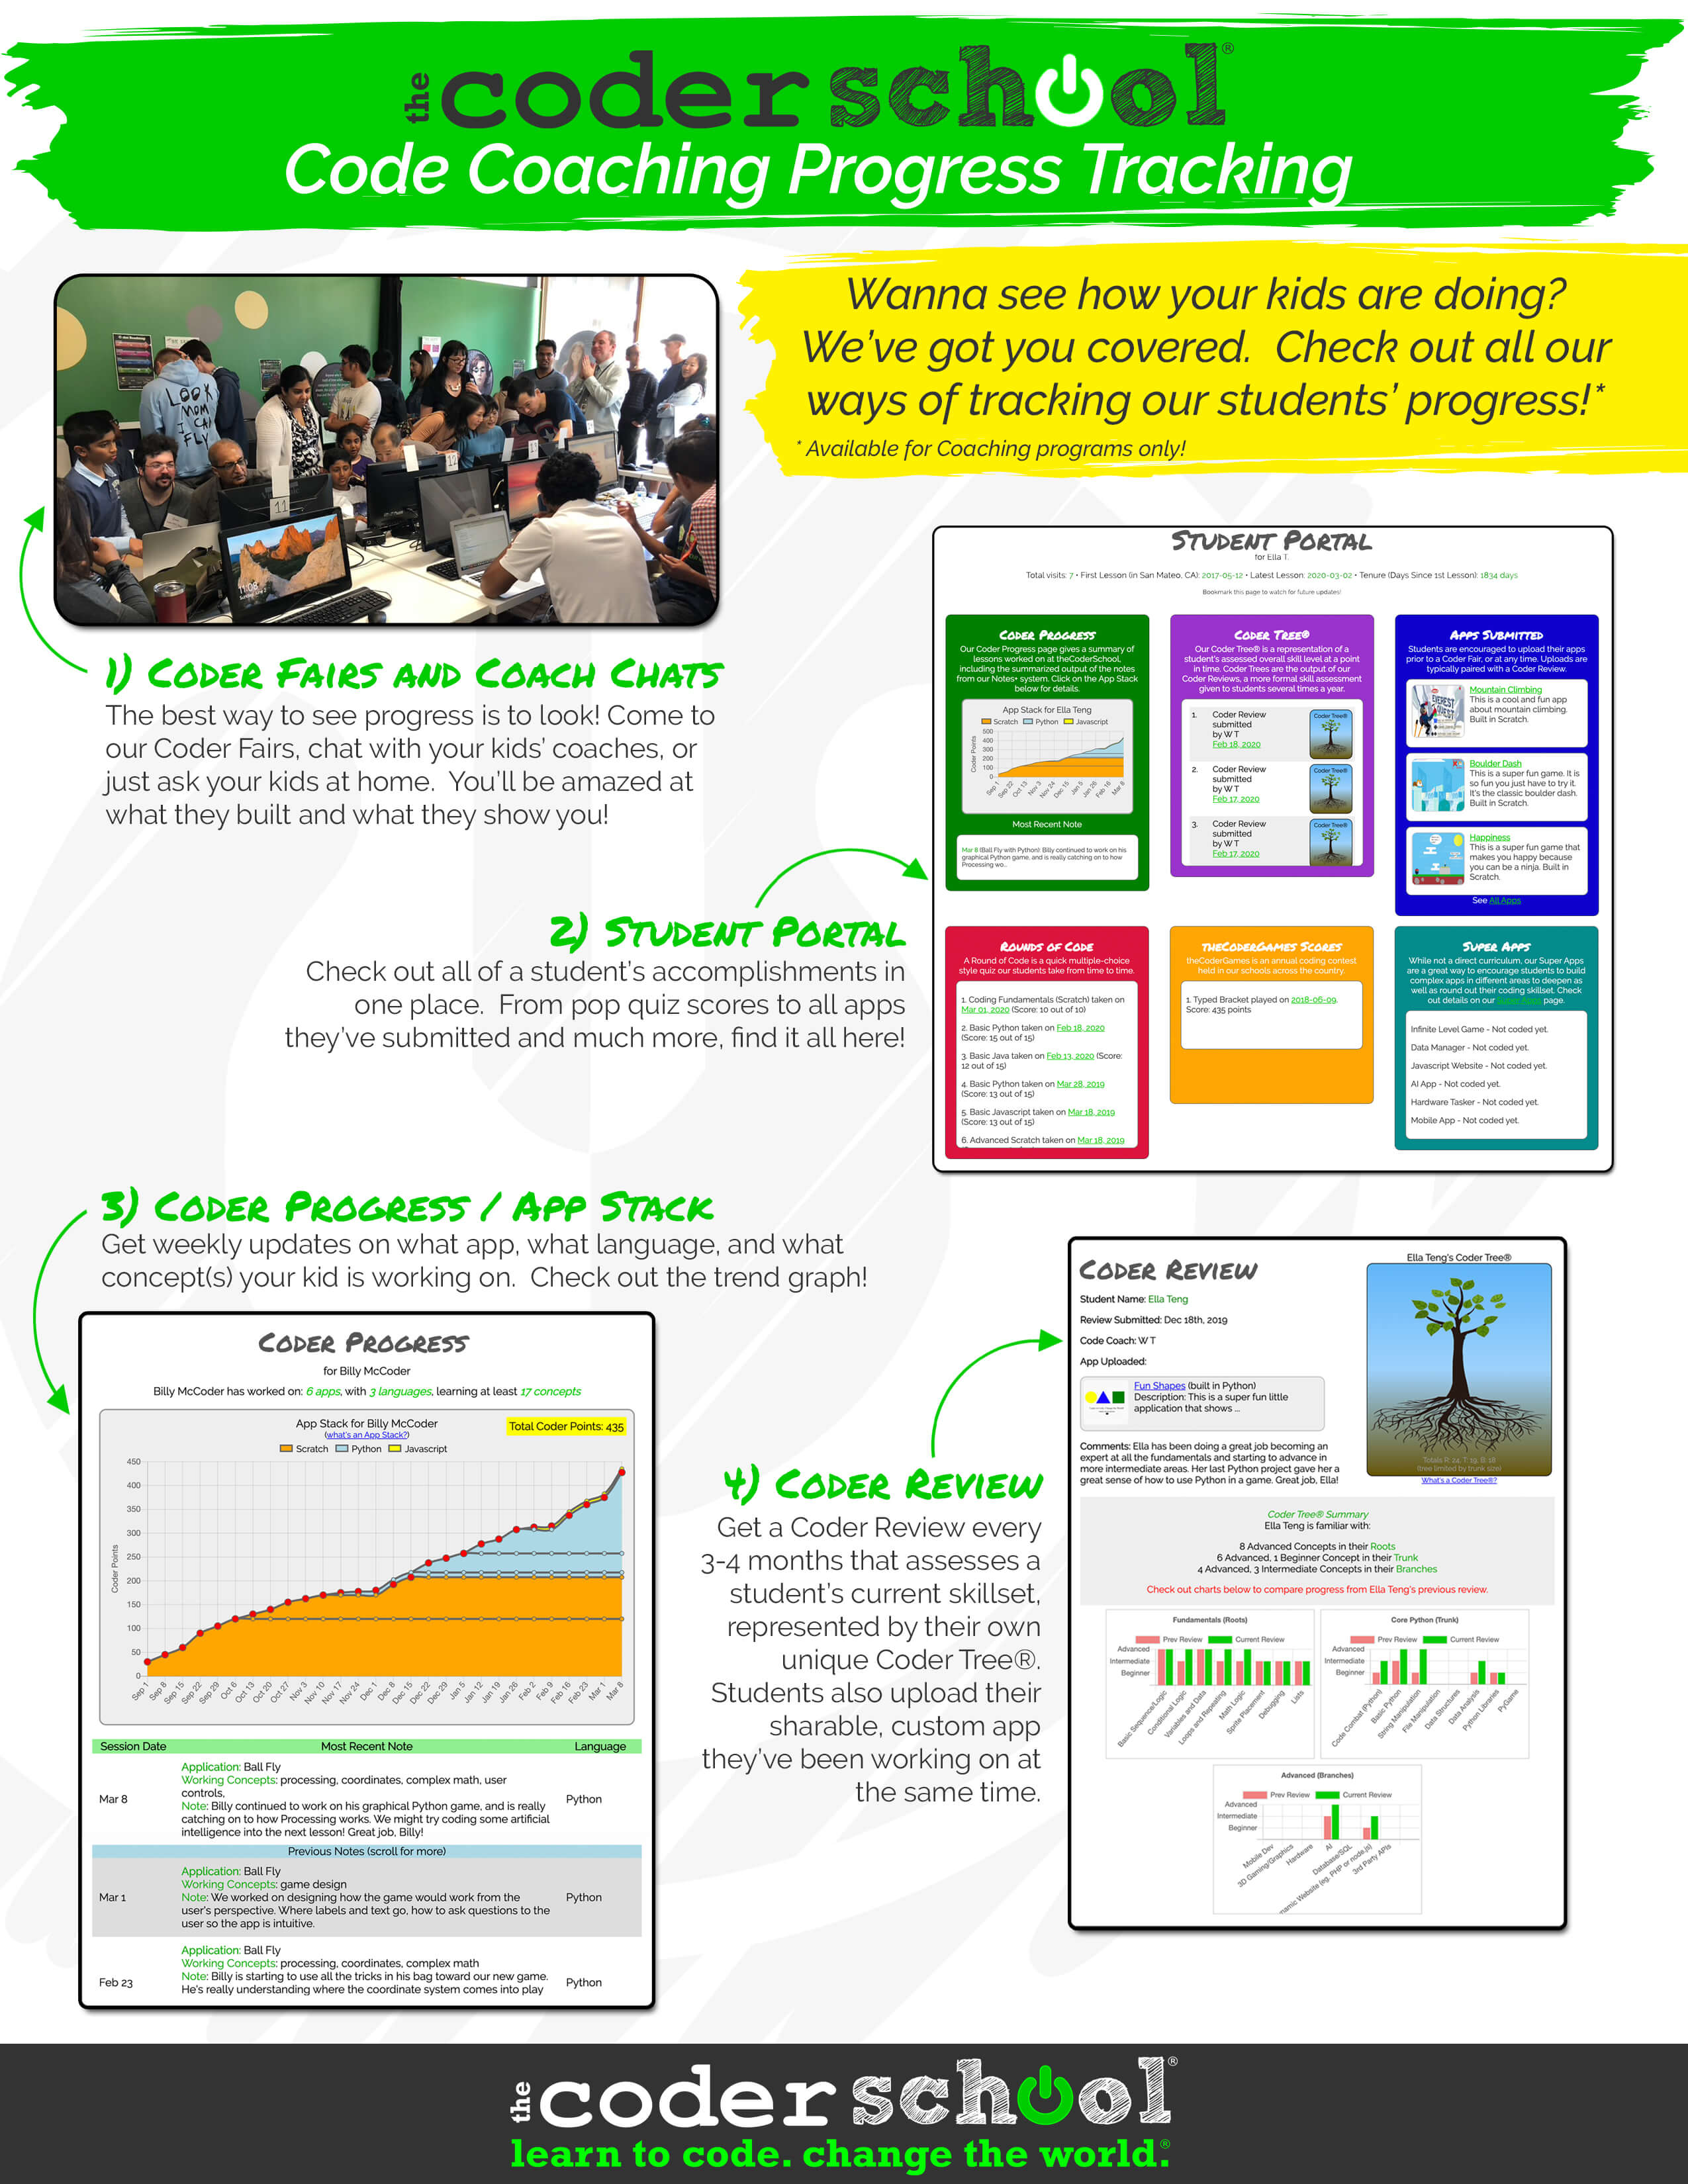 the coder school®
Code Coaching Progress Tracking
Wanna see how your kids are doing?
We've got you covered. Check out all our
ways of tracking our students' progress!*
* Available for Coaching programs only!
LOOK
MOM
I CAN
FLY
11
12
11:08
1) Coder Fairs and Coach Chats
The best way to see progress is to look! Come to
our Coder Fairs, chat with your kids' coaches, or
just ask your kids at home. You'll be amazed at
what they built and what they show you!
Student Portal
for Ella T.
Total visits: 7 • First Lesson (in San Mateo, CA): 2017-05-12 • Latest Lesson: 2020-03-02 • Tenure (Days Since 1st Lesson): 1834 days
Bookmark this page to watch for future updates!
Coder Progress
Our Coder Progress page gives a summary of
lessons worked on at theCoderSchool,
including the summarized output of the notes
from our Notes+ system. Click on the App Stack
below for details.
App Stack for Ella Teng
Scratch Python Javascript
Coder Points
500
400
300
200
100
0
Sep 1 Sep 22 Oct 13 Nov 3 Nov 24 Dec 15 Jan 5 Jan 26 Feb 16 Mar 8
Most Recent Note
Mar 8 (Ball Fly with Python): Billy continued to work on his
graphical Python game, and is really catching on to how
Processing wo...
Coder Tree®
Our Coder Tree® is a representation of a
student's assessed overall skill level at a point
in time. Coder Trees are the output of our
Coder Reviews, a more formal skill assessment
given to students several times a year.
1. Coder Review
submitted
by W T
Feb 18, 2020
Coder Tree®
2. Coder Review
submitted
by W T
Feb 17, 2020
Coder Tree®
3. Coder Review
submitted
by W T
Feb 17, 2020
Coder Tree®
Apps Submitted
Students are encouraged to upload their apps
prior to a Coder Fair, or at any time. Uploads are
typically paired with a Coder Review.
EVEREST
QUEST
Mountain Climbing
This is a cool and fun app
about mountain climbing.
Built in Scratch.
Boulder Dash
This is a super fun game. It is
so fun you just have to try it.
It's the classic boulder dash.
Built in Scratch.
Happiness
This is a super fun game that
makes you happy because
you can be a ninja. Built in
Scratch.
See All Apps
2) Student Portal
Check out all of a student's accomplishments in
one place. From pop quiz scores to all apps
they've submitted and much more, find it all here!
Rounds of Code
A Round of Code is a quick multiple-choice
style quiz our students take from time to time.
1. Coding Fundamentals (Scratch) taken on
Mar 01, 2020 (Score: 10 out of 10)
2. Basic Python taken on Feb 18, 2020
(Score: 15 out of 15)
3. Basic Java taken on Feb 13, 2020 (Score:
12 out of 15)
4. Basic Python taken on Mar 28, 2019
(Score: 13 out of 15)
5. Basic Javascript taken on Mar 18, 2019
(Score: 13 out of 15)
6. Advanced Scratch taken on Mar 18, 2019
theCoderGames Scores
theCoderGames is an annual coding contest
held in our schools across the country.
1. Typed Bracket played on 2018-06-09.
Score: 435 points
Super Apps
While not a direct curriculum, our Super Apps
are a great way to encourage students to build
complex apps in different areas to deepen as
well as round out their coding skillset. Check
out details on our Super Apps page.
Infinite Level Game - Not coded yet.
Data Manager - Not coded yet.
Javascript Website - Not coded yet.
AI App - Not coded yet.
Hardware Tasker - Not coded yet.
Mobile App - Not coded yet.
3) Coder Progress / App Stack
Get weekly updates on what app, what language, and what
concept(s) your kid is working on. Check out the trend graph!
Coder Progress
for Billy McCoder
Billy McCoder has worked on: 6 apps, with 3 languages, learning at least 17 concepts
App Stack for Billy McCoder
(what's an App Stack?)
Total Coder Points: 435
Scratch Python Javascript
Coder Points
450
400
350
300
250
200
150
100
50
0
Sep 1 Sep 8 Sep 15 Sep 22 Sep 29 Oct 6 Oct 13 Oct 20 Oct 27 Nov 3 Nov 10 Nov 17 Nov 24 Dec 1 Dec 8 Dec 15 Dec 22 Dec 29 Jan 5 Jan 12 Jan 19 Jan 26 Feb 2 Feb 9 Feb 16 Feb 23 Mar 1 Mar 8
Session Date Most Recent Note Language
Mar 8
Application: Ball Fly
Working Concepts: processing, coordinates, complex math, user
controls,
Note: Billy continued to work on his graphical Python game, and is really
catching on to how Processing works. We might try coding some artificial
intelligence into the next lesson! Great job, Billy!
Python
Previous Notes (scroll for more)
Mar 1
Application: Ball Fly
Working Concepts: game design
Note: We worked on designing how the game would work from the
user's perspective. Where labels and text go, how to ask questions to the
user so the app is intuitive.
Python
Feb 23
Application: Ball Fly
Working Concepts: processing, coordinates, complex math
Note: Billy is starting to use all the tricks in his bag toward our new game.
He's really understanding where the coordinate system comes into play
Python
4) Coder Review
Get a Coder Review every
3-4 months that assesses a
student's current skillset,
represented by their own
unique Coder Tree®.
Students also upload their
sharable, custom app
they've been working on at
the same time.
Coder Review
Student Name: Ella Teng
Review Submitted: Dec 18th, 2019
Code Coach: W T
App Uploaded:
Fun Shapes (built in Python)
Description: This is a super fun little
application that shows ...
Comments: Ella has been doing a great job becoming an
expert at all the fundamentals and starting to advance in
more intermediate areas. Her last Python project gave her a
great sense of how to use Python in a game. Great job, Ella!
Ella Teng's Coder Tree®
Totals R: 24, T: 19, B: 18
(tree limited by trunk size)
What's a Coder Tree®?
Coder Tree® Summary
Ella Teng is familiar with:
8 Advanced Concepts in their Roots
6 Advanced, 1 Beginner Concept in their Trunk
4 Advanced, 3 Intermediate Concepts in their Branches
Check out charts below to compare progress from Ella Teng's previous review.
Fundamentals (Roots)
Prev Review Current Review
Advanced
Intermediate
Beginner
Basic Sequence/Logic
Conditional Logic
Variables and Data
Loops and Repeating
Math Logic
Sprite Placement
Debugging
Lists
Core Python (Trunk)
Prev Review Current Review
Advanced
Intermediate
Beginner
Code Combat (Python)
Basic Python
String Manipulation
File Manipulation
Data Structures
Data Analysis
Python Libraries
PyGame
Advanced (Branches)
Prev Review Current Review
Advanced
Intermediate
Beginner
Mobile Dev
3D Gaming/Graphics
Hardware
AI
Database/SQL
namic Website (eg. PHP or node.js)
3rd Party APIs
the coder school®
learn to code. change the world.®